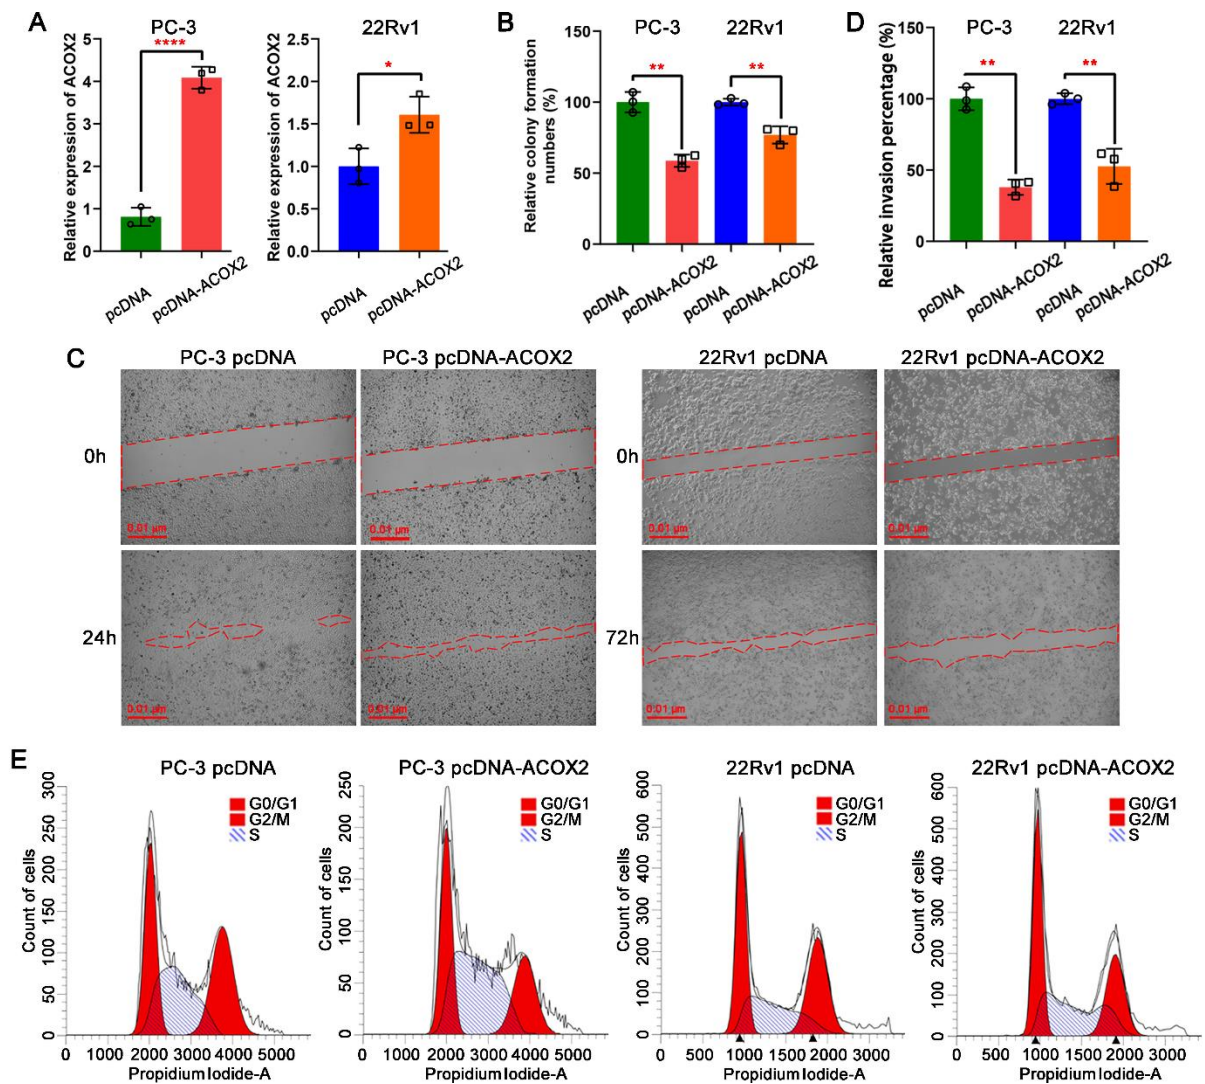 A
PC-3
Relative expression of ACOX2
5
4
3
2
1
0
****
pcDNA
pcDNA-ACOX2
22Rv1
Relative expression of ACOX2
2.5
2.0
1.5
1.0
0.5
0.0
*
pcDNA
pcDNA-ACOX2
B
PC-3 22Rv1
Relative colony formation
numbers (%)
150
100
50
0
** **
pcDNA
pcDNA-ACOX2
pcDNA
pcDNA-ACOX2
D
PC-3 22Rv1
Relative invasion percentage (%)
150
100
50
0
** **
pcDNA
pcDNA-ACOX2
pcDNA
pcDNA-ACOX2
C
PC-3 pcDNA
PC-3 pcDNA-ACOX2
22Rv1 pcDNA
22Rv1 pcDNA-ACOX2
0h
0.01 µm
0.01 µm
0h
0.01 µm
0.01 µm
24h
0.01 µm
0.01 µm
72h
0.01 µm
0.01 µm
E
PC-3 pcDNA
G0/G1
G2/M
S
Count of cells
300
250
200
150
100
50
0
0 1000 2000 3000 4000 5000
Propidium Iodide-A
PC-3 pcDNA-ACOX2
G0/G1
G2/M
S
Count of cells
250
200
150
100
50
0
0 1000 2000 3000 4000 5000
Propidium Iodide-A
22Rv1 pcDNA
G0/G1
G2/M
S
Count of cells
600
500
400
300
200
100
0
0 1000 2000 3000
Propidium Iodide-A
22Rv1 pcDNA-ACOX2
G0/G1
G2/M
S
Count of cells
600
500
400
300
200
100
0
0 1000 2000 3000
Propidium Iodide-A